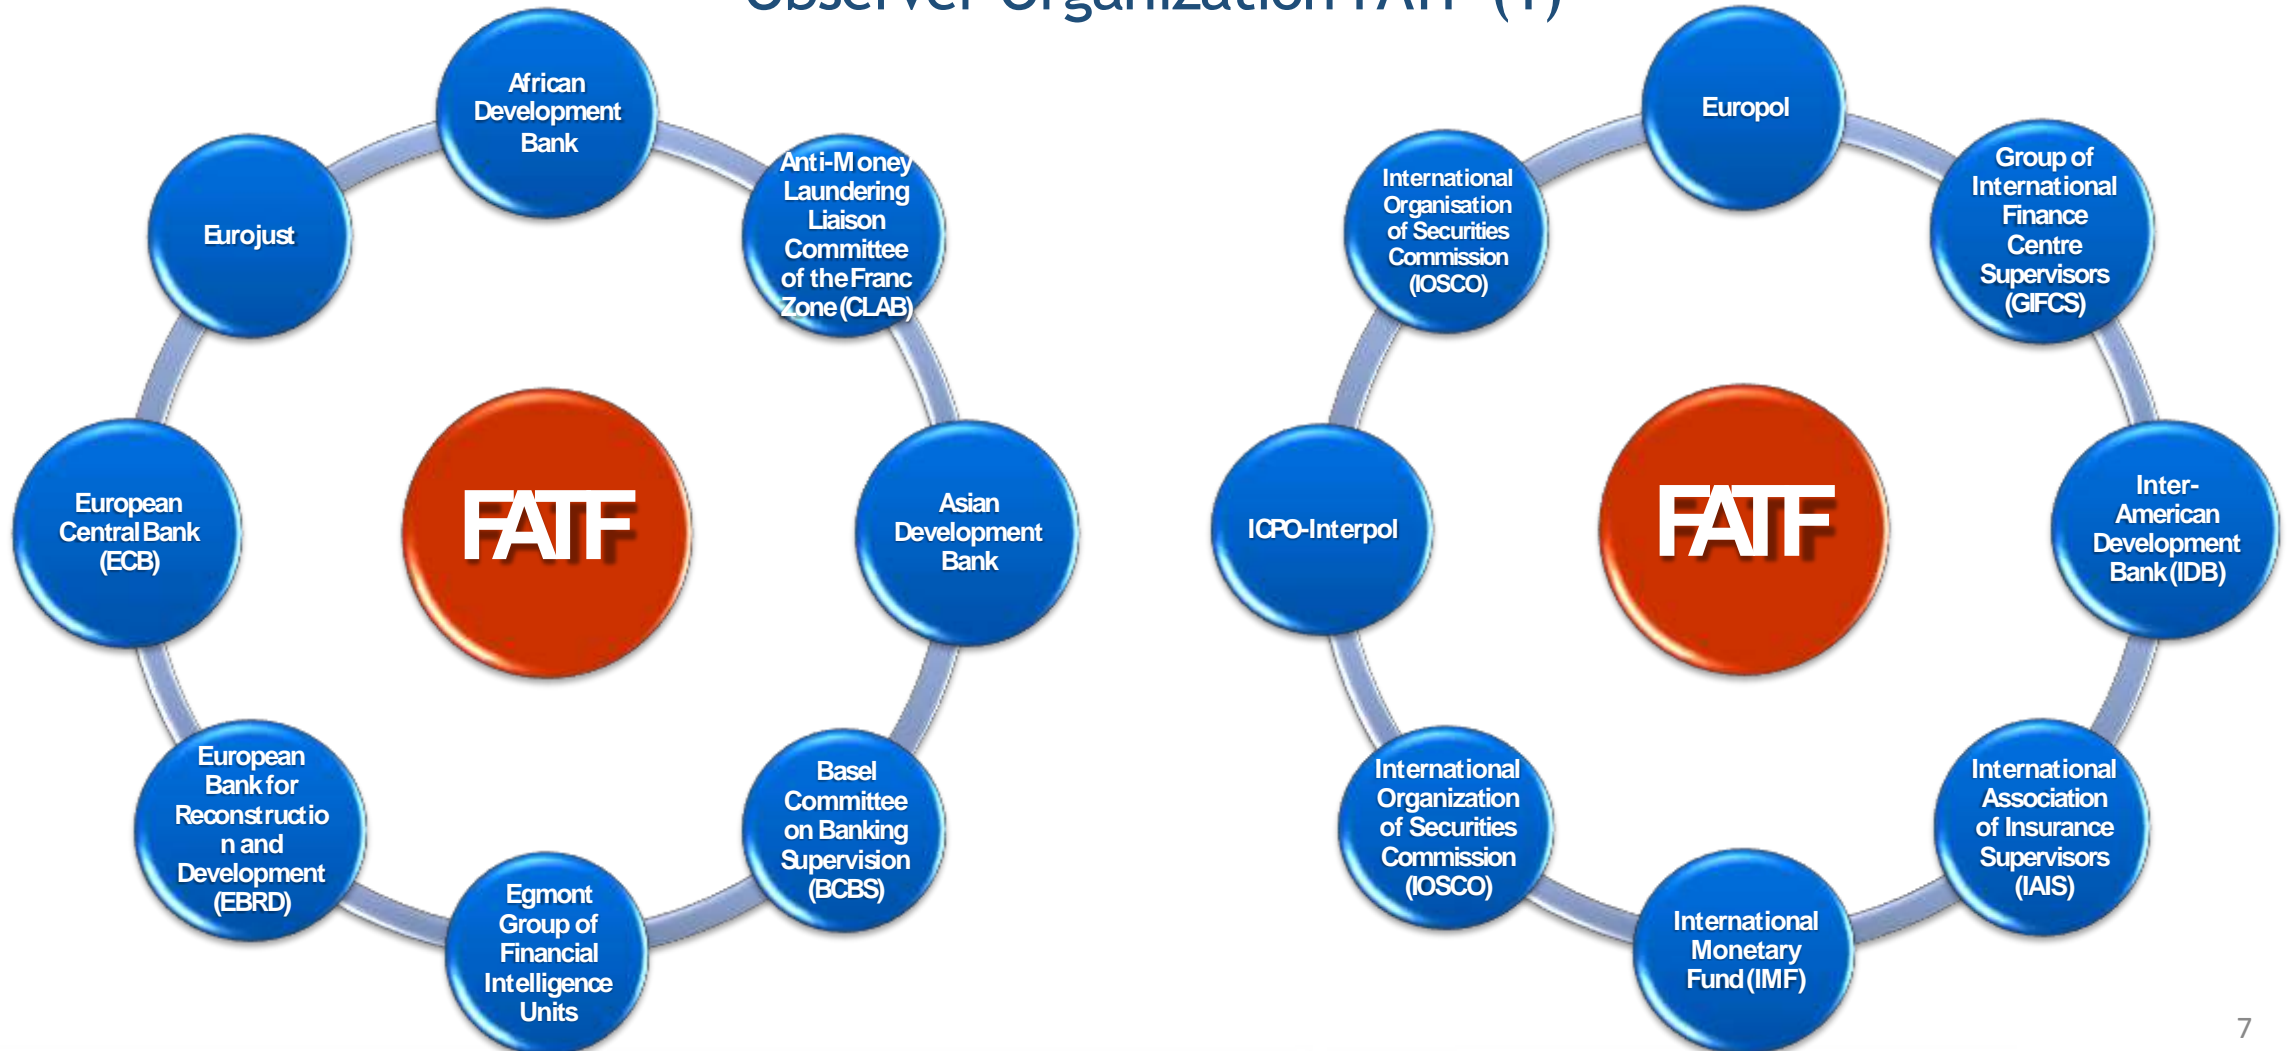 Observer Organization FATF (1)
African
Development
Bank
Anti-Money
Laundering
Liaison
Committee
of the Franc
Zone (CLAB)
Asian
Development
Bank
Basel
Committee
on Banking
Supervision
(BCBS)
Egmont
Group of
Financial
Intelligence
Units
European
Bank for
Reconstructio
n and
Development
(EBRD)
European
Central Bank
(ECB)
Eurojust
FATF
Europol
Group of
International
Finance
Centre
Supervisors
(GIFCS)
Inter-
American
Development
Bank (IDB)
International
Association
of Insurance
Supervisors
(IAIS)
International
Monetary
Fund (IMF)
International
Organization
of Securities
Commission
(IOSCO)
ICPO-Interpol
International
Organisation
of Securities
Commission
(IOSCO)
FATF
7